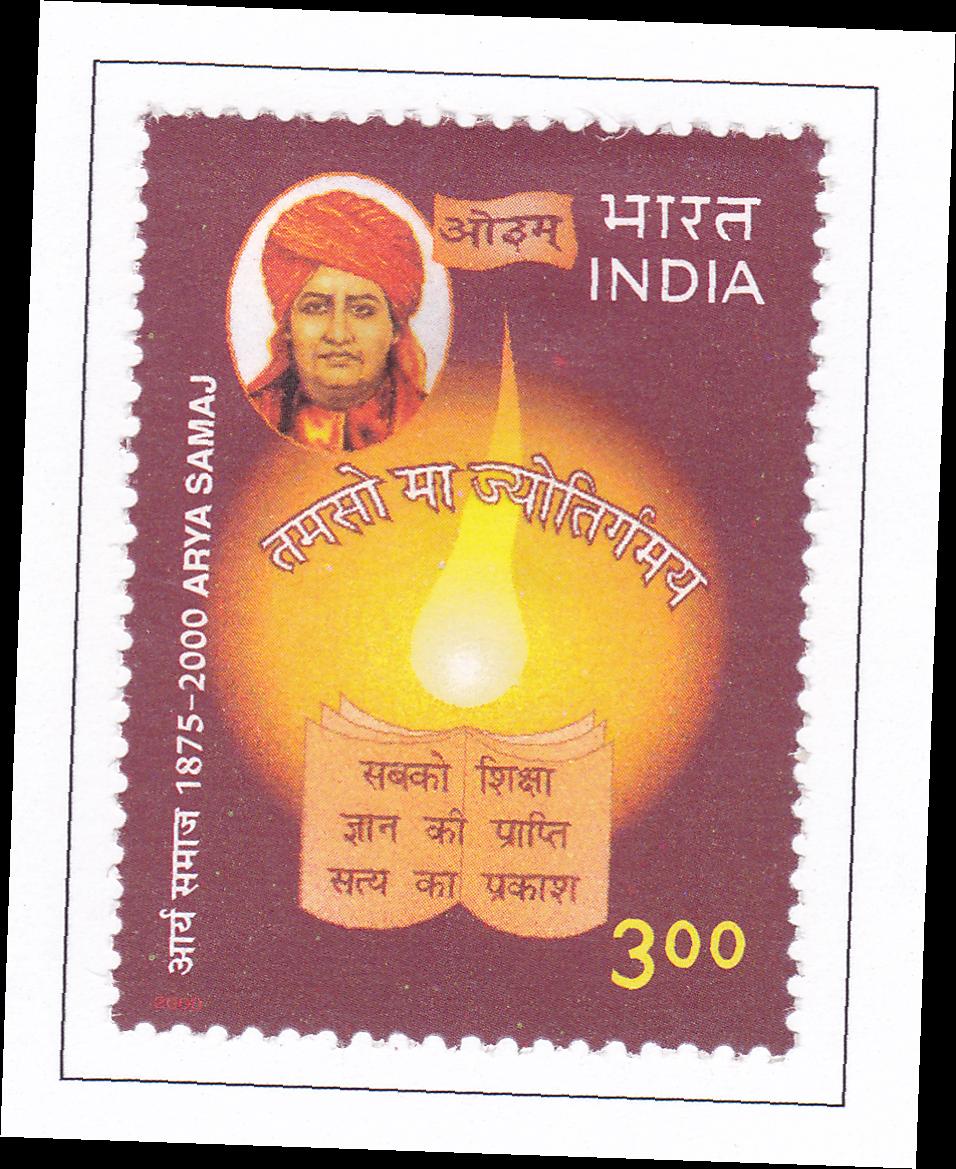 ओ३म्
भारत
INDIA
तमसो मा ज्योतिर्गमय
सबको शिक्षा
ज्ञान की प्राप्ति
सत्य का प्रकाश
आर्य समाज 1875-2000 ARYA SAMAJ
3.00
2000